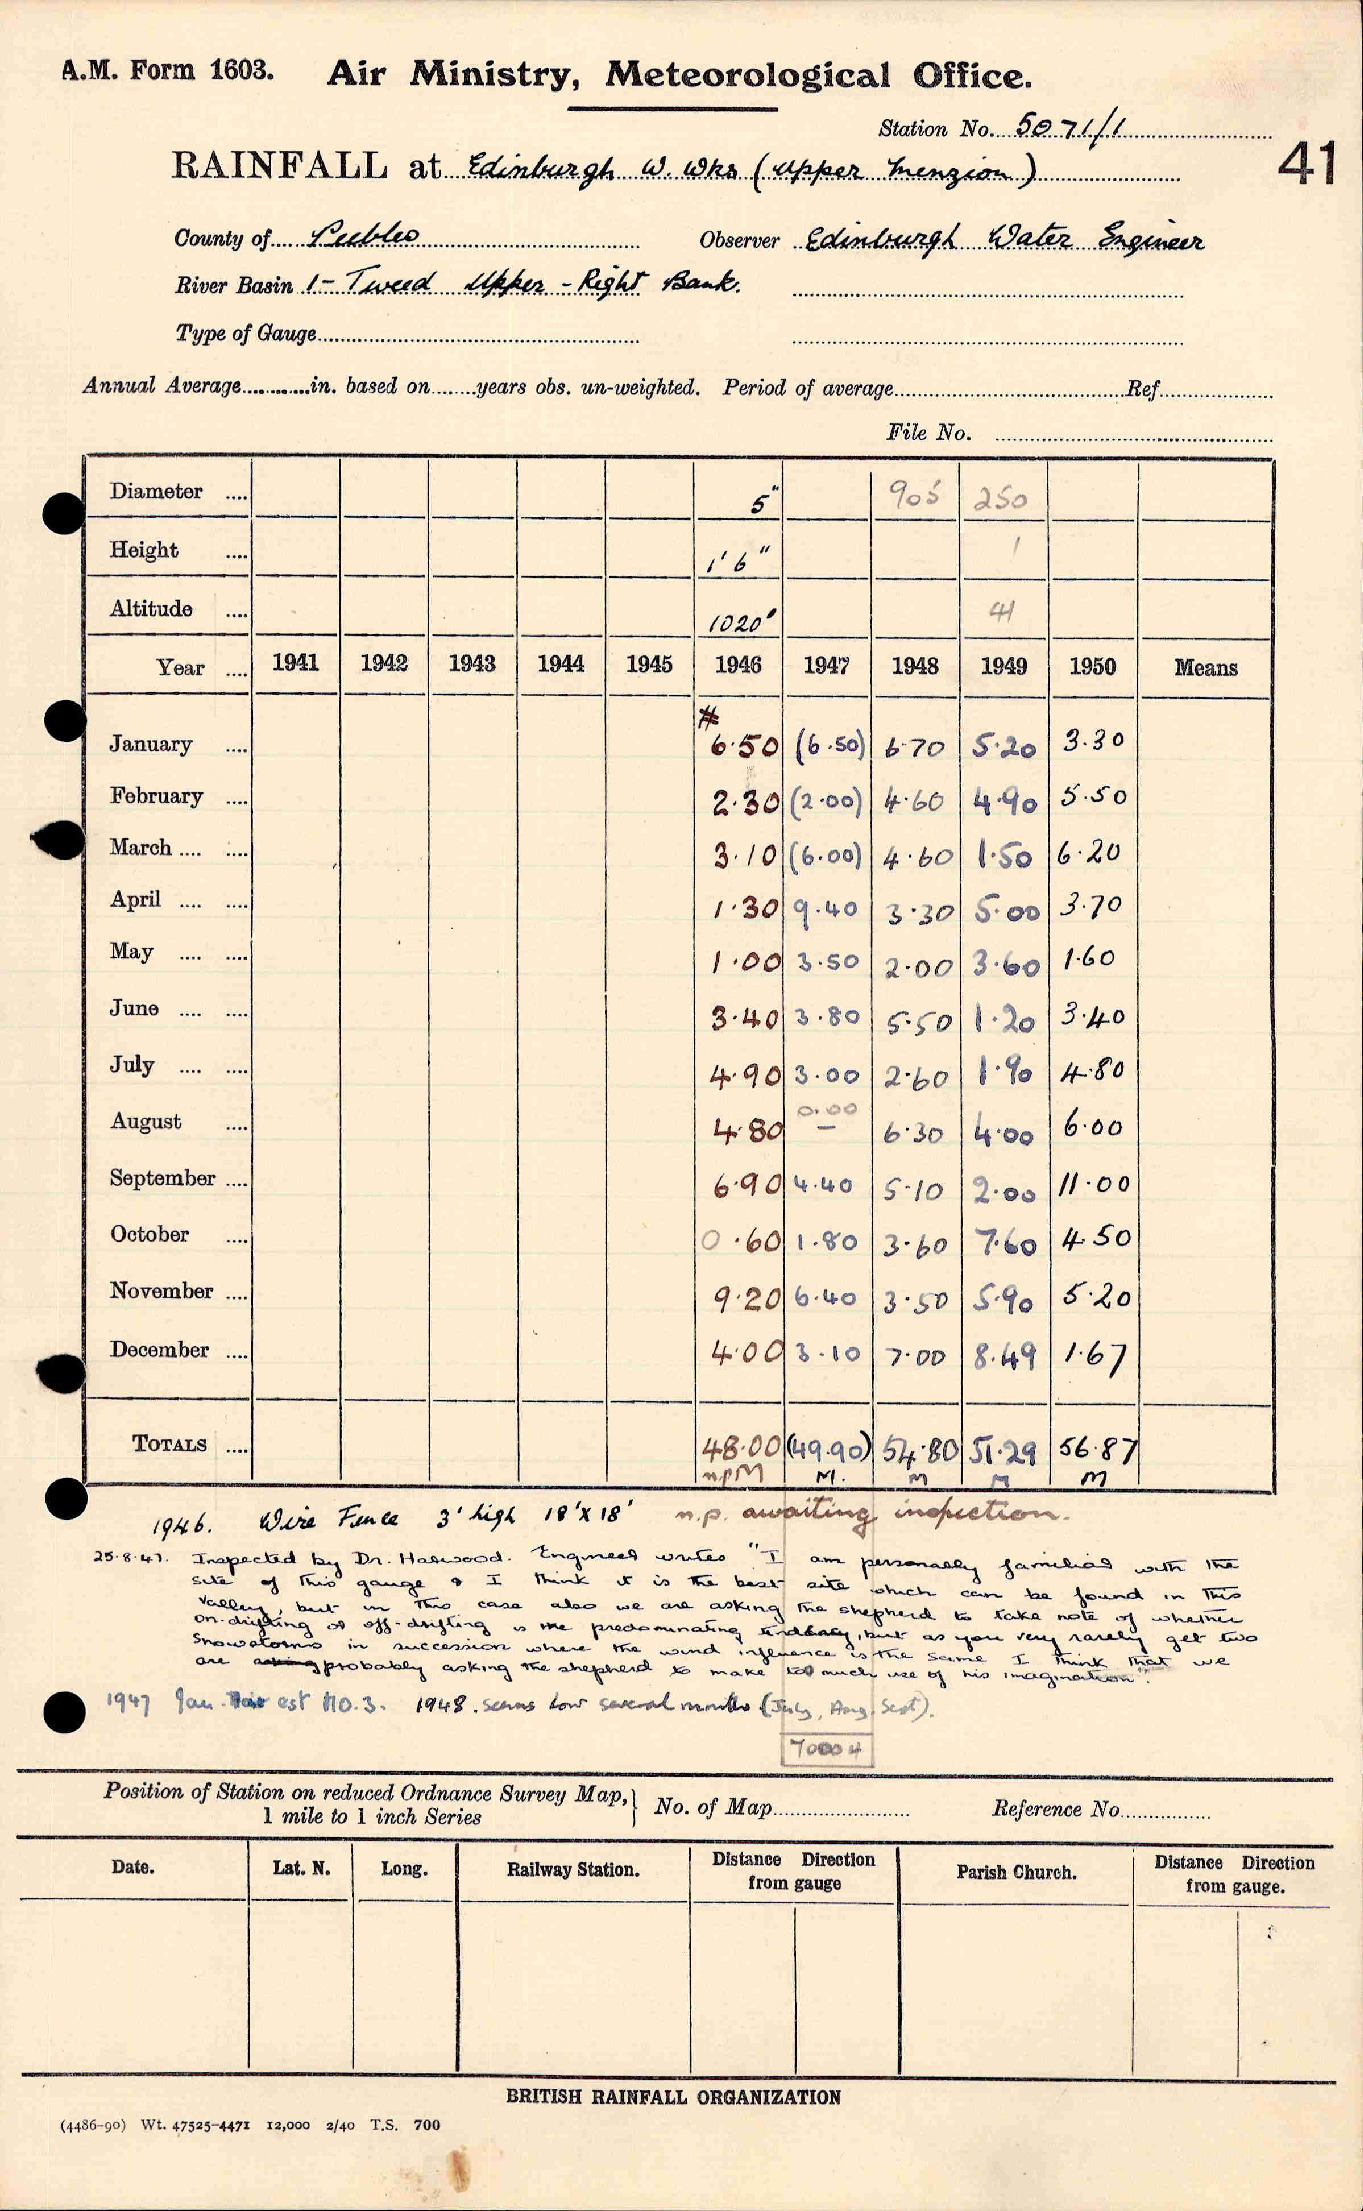 A.M. Form 1603. Air Ministry, Meteorological Office.
Station No. 5071/1
41
RAINFALL at Edinburgh W. Wks (Upper Menzion)
County of Peebles Observer Edinburgh Water Engineer
River Basin 1 - Tweed Upper - Right Bank.
Type of Gauge
Annual Average in. based on years obs. un-weighted. Period of average Ref.
File No.
Diameter 5" 905 250
Height 1' 6" 1
Altitude 1020' 41
Year 1941 1942 1943 1944 1945 1946 1947 1948 1949 1950 Means
#
January 6.50 (6.50) 6.70 5.20 3.30
February 2.30 (2.00) 4.60 4.90 5.50
March 3.10 (6.00) 4.60 1.50 6.20
April 1.30 9.40 3.30 5.00 3.70
May 1.00 3.50 2.00 3.60 1.60
June 3.40 3.80 5.50 1.20 3.40
July 4.90 3.00 2.60 1.90 4.80
August 4.80 0.00 – 6.30 4.00 6.00
September 6.90 4.40 5.10 2.00 11.00
October 0.60 1.80 3.60 7.60 4.50
November 9.20 6.40 3.50 5.90 5.20
December 4.00 3.10 7.00 8.49 1.67
TOTALS 48.00 (49.90) 54.80 51.29 56.87
npM M. M M M
1946. Wire Fence 3' high 18' x 18' n.p. awaiting inspection.
25.8.47. Inspected by Dr. Harwood. Engineer writes "I am personally familiar with the
site of this gauge & I think it is the best site which can be found in this
valley, but in this case also we are asking the shepherd to take note of whether
on-drifting or off-drifting is the predominating tendency, but as you very rarely get two
snowstorms in succession where the wind influence is the same I think that we
are probably asking the shepherd to make too much use of his imagination".
1947 Jan. est NO.3. 1948. seems low several months (July, Aug. Sept).
70004
Position of Station on reduced Ordnance Survey Map, 1 mile to 1 inch Series } No. of Map Reference No.
Date. Lat. N. Long. Railway Station. Distance Direction from gauge Parish Church. Distance Direction from gauge.
BRITISH RAINFALL ORGANIZATION
(4486-90) Wt. 47525-4471 12,000 2/40 T.S. 700